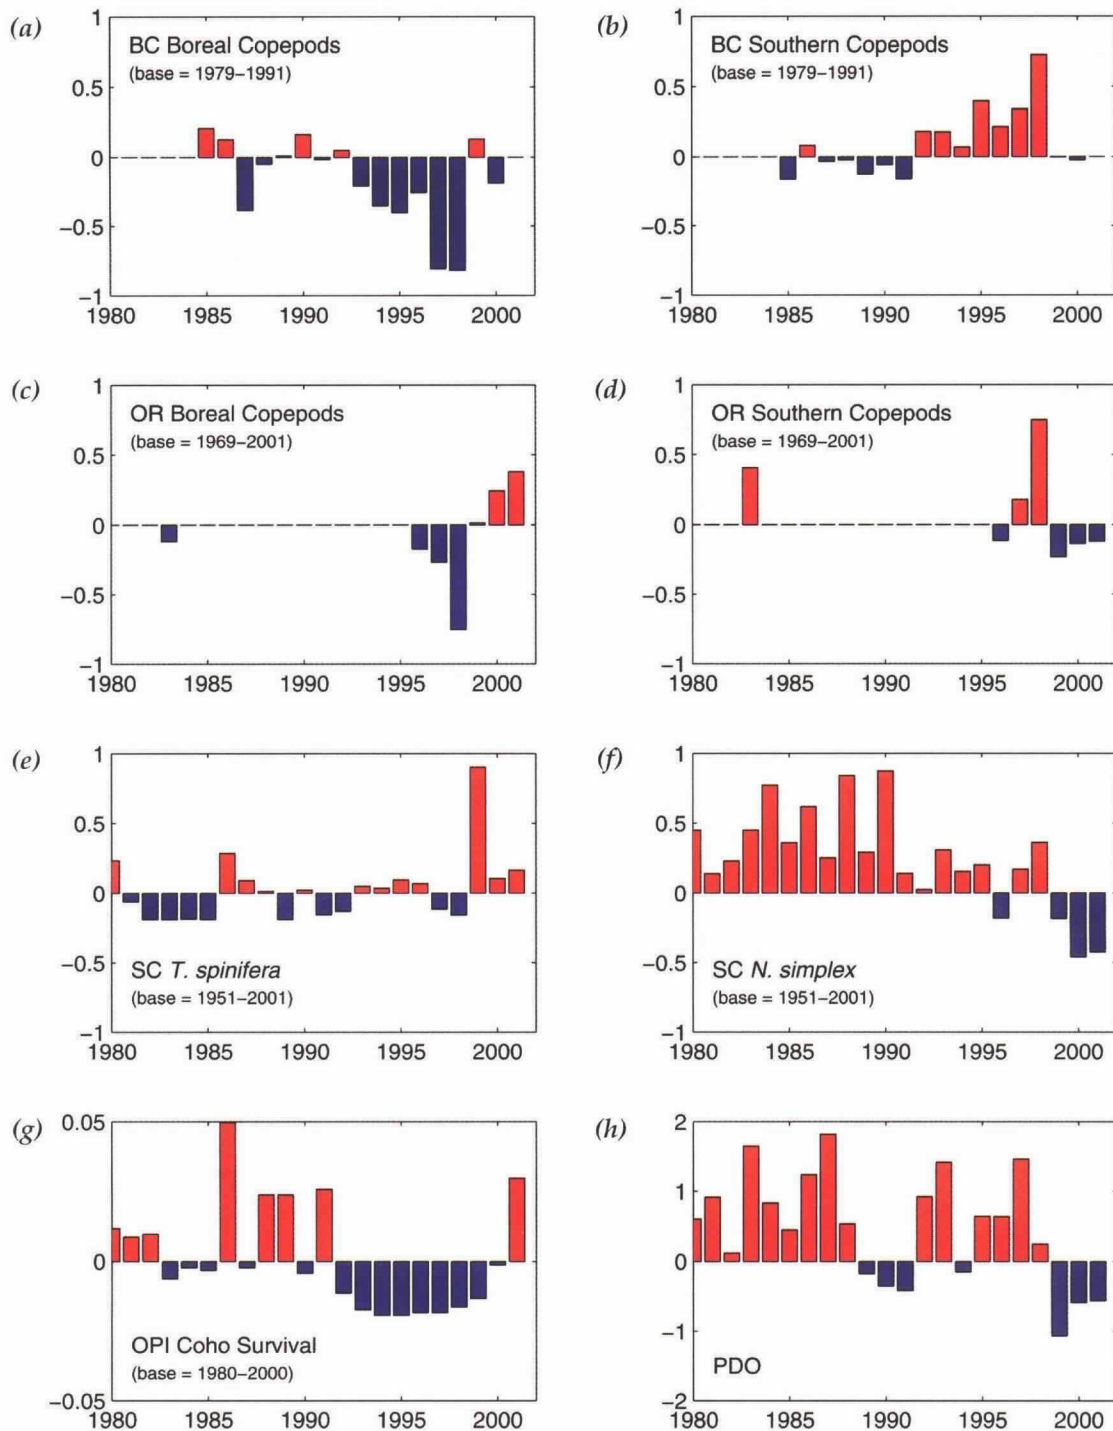 (a)
1
BC Boreal Copepods
(base = 1979–1991)
0.5
0
−0.5
−1
1980 1985 1990 1995 2000
(b)
1
BC Southern Copepods
(base = 1979–1991)
0.5
0
−0.5
−1
1980 1985 1990 1995 2000
(c)
1
OR Boreal Copepods
(base = 1969–2001)
0.5
0
−0.5
−1
1980 1985 1990 1995 2000
(d)
1
OR Southern Copepods
(base = 1969–2001)
0.5
0
−0.5
−1
1980 1985 1990 1995 2000
(e)
1
0.5
0
−0.5
SC T. spinifera
(base = 1951–2001)
−1
1980 1985 1990 1995 2000
(f)
1
0.5
0
−0.5
SC N. simplex
(base = 1951–2001)
−1
1980 1985 1990 1995 2000
(g)
0.05
0
OPI Coho Survival
(base = 1980–2000)
−0.05
1980 1985 1990 1995 2000
(h)
2
1
0
−1
PDO
−2
1980 1985 1990 1995 2000